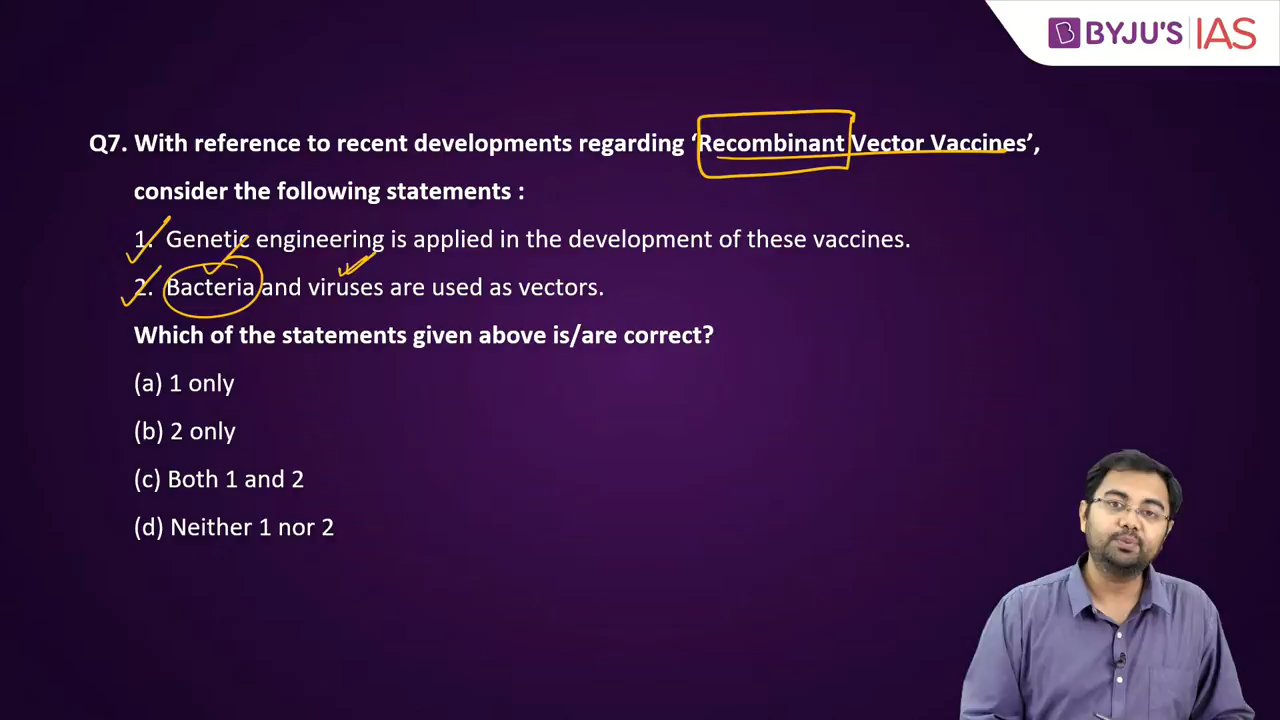 BYJU'S IAS
Q7. With reference to recent developments regarding ‘Recombinant Vector Vaccines’,
consider the following statements :
1. Genetic engineering is applied in the development of these vaccines.
2. Bacteria and viruses are used as vectors.
Which of the statements given above is/are correct?
(a) 1 only
(b) 2 only
(c) Both 1 and 2
(d) Neither 1 nor 2